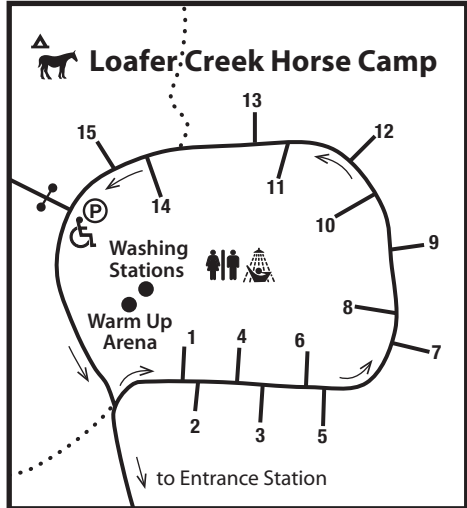 Loafer Creek Horse Camp
13
15
12
11
14
P
10
Washing
Stations
9
8
Warm Up
Arena
1
4
6
7
2
3
5
to Entrance Station